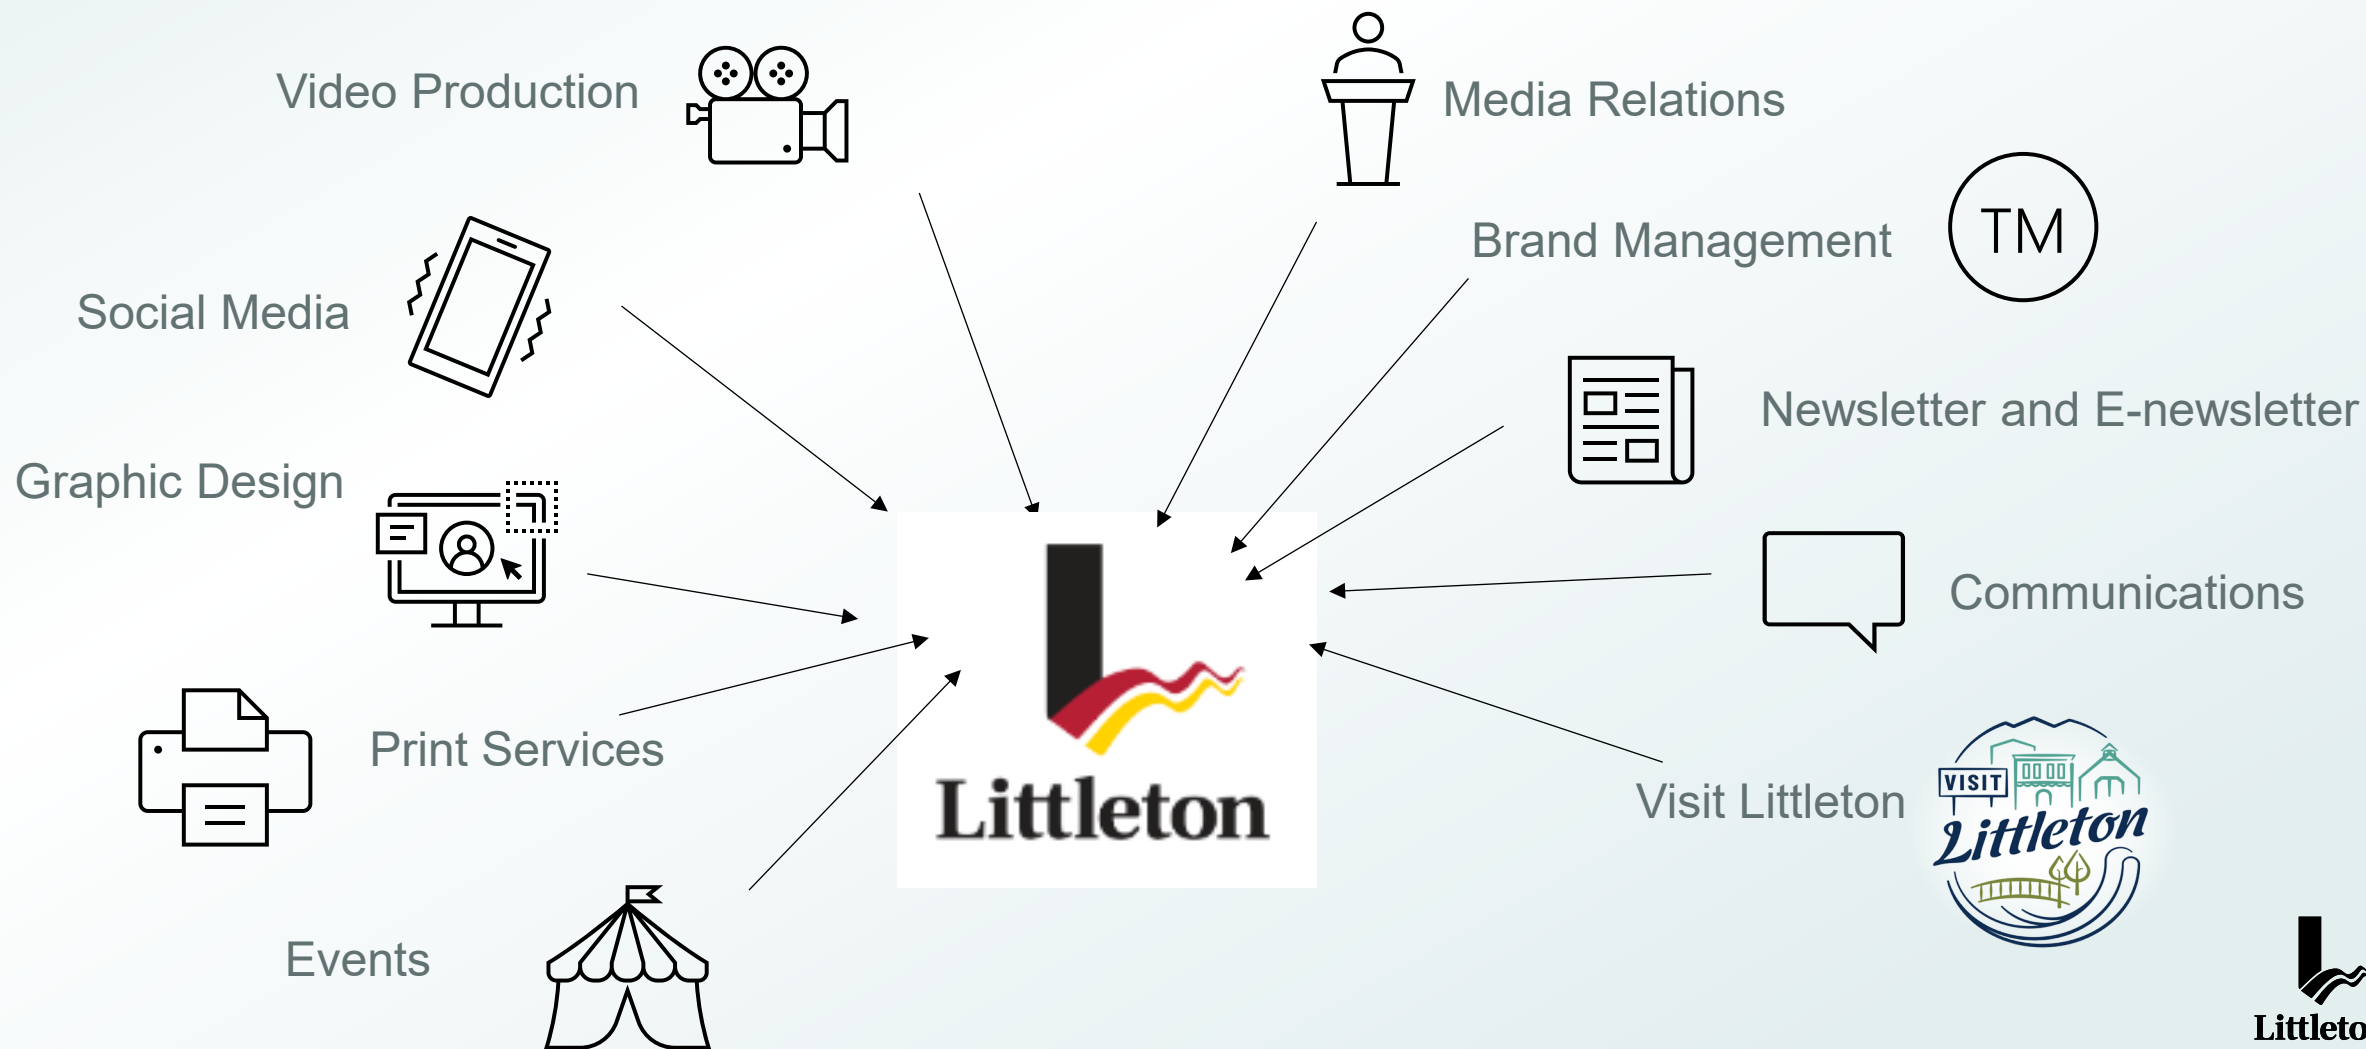 Video Production
Media Relations
TM
Brand Management
Social Media
Newsletter and E-newsletter
Graphic Design
Communications
Print Services
Littleton
Visit Littleton
VISIT
Littleton
Events